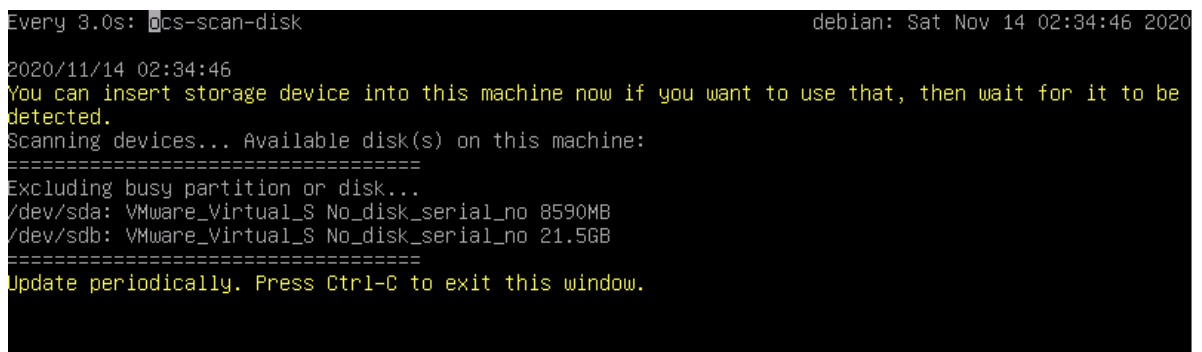 Every 3.0s: ocs-scan-disk debian: Sat Nov 14 02:34:46 2020
2020/11/14 02:34:46
You can insert storage device into this machine now if you want to use that, then wait for it to be
detected.
Scanning devices... Available disk(s) on this machine:
===================================
Excluding busy partition or disk...
/dev/sda: VMware_Virtual_S No_disk_serial_no 8590MB
/dev/sdb: VMware_Virtual_S No_disk_serial_no 21.5GB
===================================
Update periodically. Press Ctrl-C to exit this window.